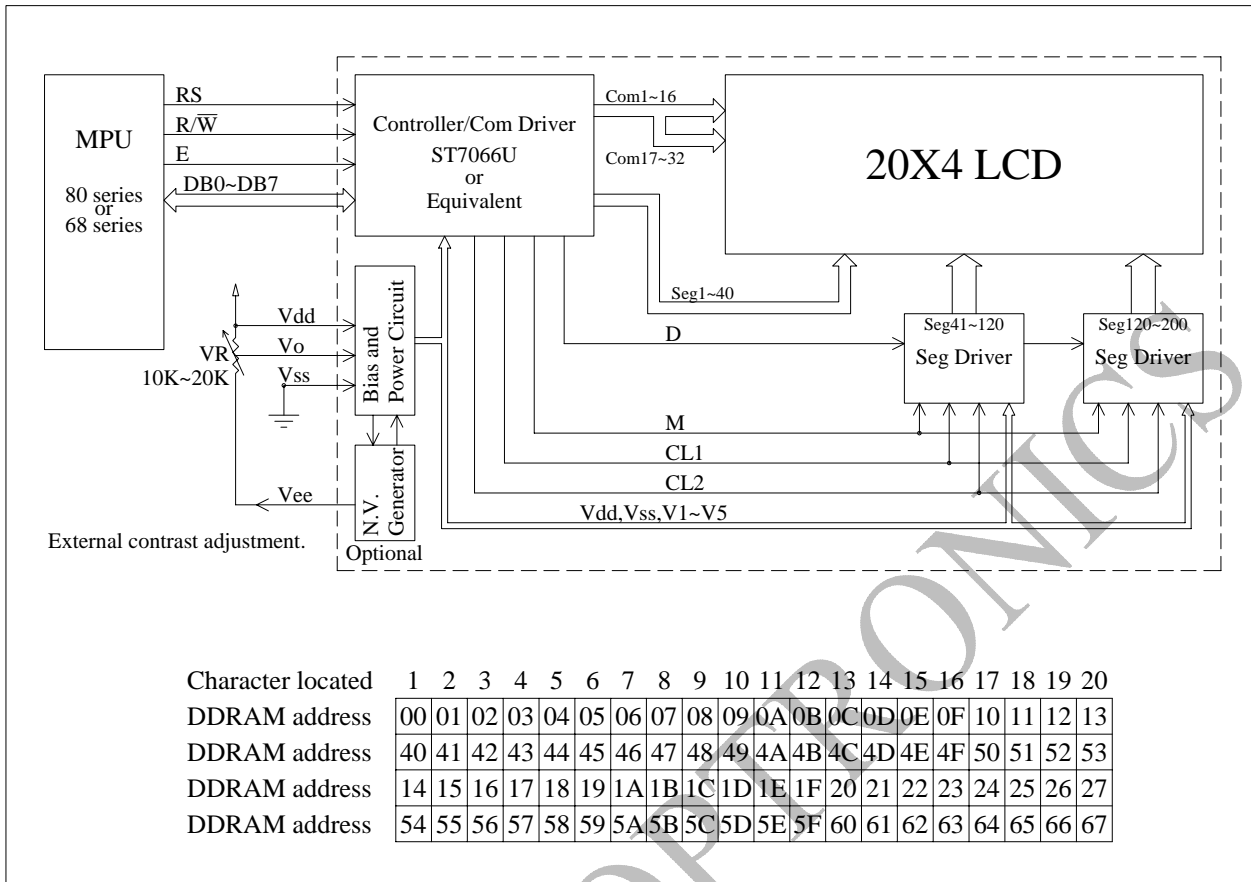 RS
R/W̅
E
DB0~DB7
MPU
80 series
or
68 series
Controller/Com Driver
ST7066U
or
Equivalent
Com1~16
Com17~32
20X4 LCD
Seg1~40
D
Seg41~120
Seg Driver
Seg120~200
Seg Driver
Vdd
Vo
Vss
VR
10K~20K
Bias and
Power Circuit
M
CL1
CL2
Vdd,Vss,V1~V5
Vee
N.V.
Generator
Optional
External contrast adjustment.
Character located 1 2 3 4 5 6 7 8 9 10 11 12 13 14 15 16 17 18 19 20
DDRAM address 00 01 02 03 04 05 06 07 08 09 0A 0B 0C 0D 0E 0F 10 11 12 13
DDRAM address 40 41 42 43 44 45 46 47 48 49 4A 4B 4C 4D 4E 4F 50 51 52 53
DDRAM address 14 15 16 17 18 19 1A 1B 1C 1D 1E 1F 20 21 22 23 24 25 26 27
DDRAM address 54 55 56 57 58 59 5A 5B 5C 5D 5E 5F 60 61 62 63 64 65 66 67
OPTRONICS